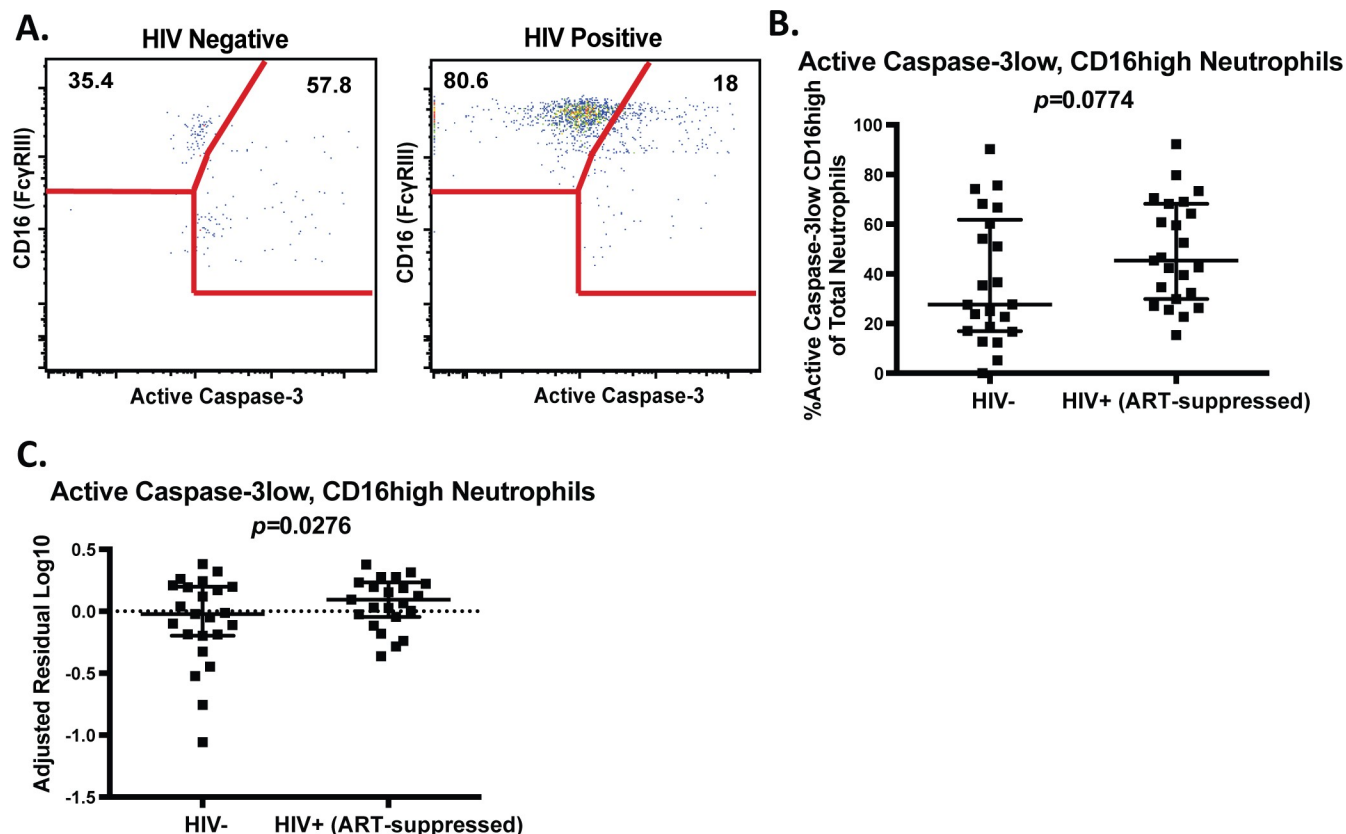 A.
HIV Negative
35.4
57.8
CD16 (FcγRIII)
Active Caspase-3
HIV Positive
80.6
18
CD16 (FcγRIII)
Active Caspase-3
B.
Active Caspase-3low, CD16high Neutrophils
p=0.0774
%Active Caspase-3low CD16high
of Total Neutrophils
100
80
60
40
20
0
HIV-
HIV+ (ART-suppressed)
C.
Active Caspase-3low, CD16high Neutrophils
p=0.0276
Adjusted Residual Log10
0.5
0.0
-0.5
-1.0
-1.5
HIV-
HIV+ (ART-suppressed)